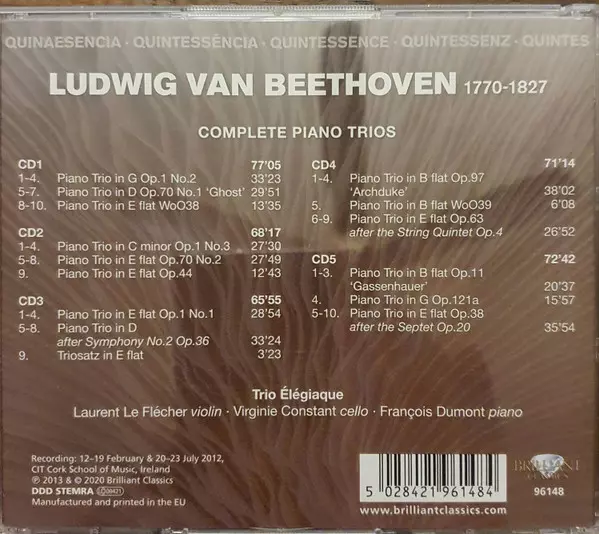 QUINAESENCIA · QUINTESSÊNCIA · QUINTESSENCE · QUINTESSENZ · QUINTES
LUDWIG VAN BEETHOVEN 1770-1827
COMPLETE PIANO TRIOS
CD1 77'05
1-4. Piano Trio in G Op.1 No.2 33'23
5-7. Piano Trio in D Op.70 No.1 'Ghost' 29'51
8-10. Piano Trio in E flat WoO38 13'35
CD2 68'17
1-4. Piano Trio in C minor Op.1 No.3 27'30
5-8. Piano Trio in E flat Op.70 No.2 27'49
9. Piano Trio in E flat Op.44 12'43
CD3 65'55
1-4. Piano Trio in E flat Op.1 No.1 28'54
5-8. Piano Trio in D
after Symphony No.2 Op.36 33'24
9. Triosatz in E flat 3'23
CD4 71'14
1-4. Piano Trio in B flat Op.97
'Archduke' 38'02
5. Piano Trio in B flat WoO39 6'08
6-9. Piano Trio in E flat Op.63
after the String Quintet Op.4 26'52
CD5 72'42
1-3. Piano Trio in B flat Op.11
'Gassenhauer' 20'37
4. Piano Trio in G Op.121a 15'57
5-10. Piano Trio in E flat Op.38
after the Septet Op.20 35'54
Trio Élégiaque
Laurent Le Flécher violin · Virginie Constant cello · François Dumont piano
Recording: 12–19 February & 20–23 July 2012,
CIT Cork School of Music, Ireland
℗ 2013 & © 2020 Brilliant Classics
DDD STEMRA 08421
Manufactured and printed in the EU
5 028421 961484
www.brilliantclassics.com
BRILLIANT
CLASSICS
96148